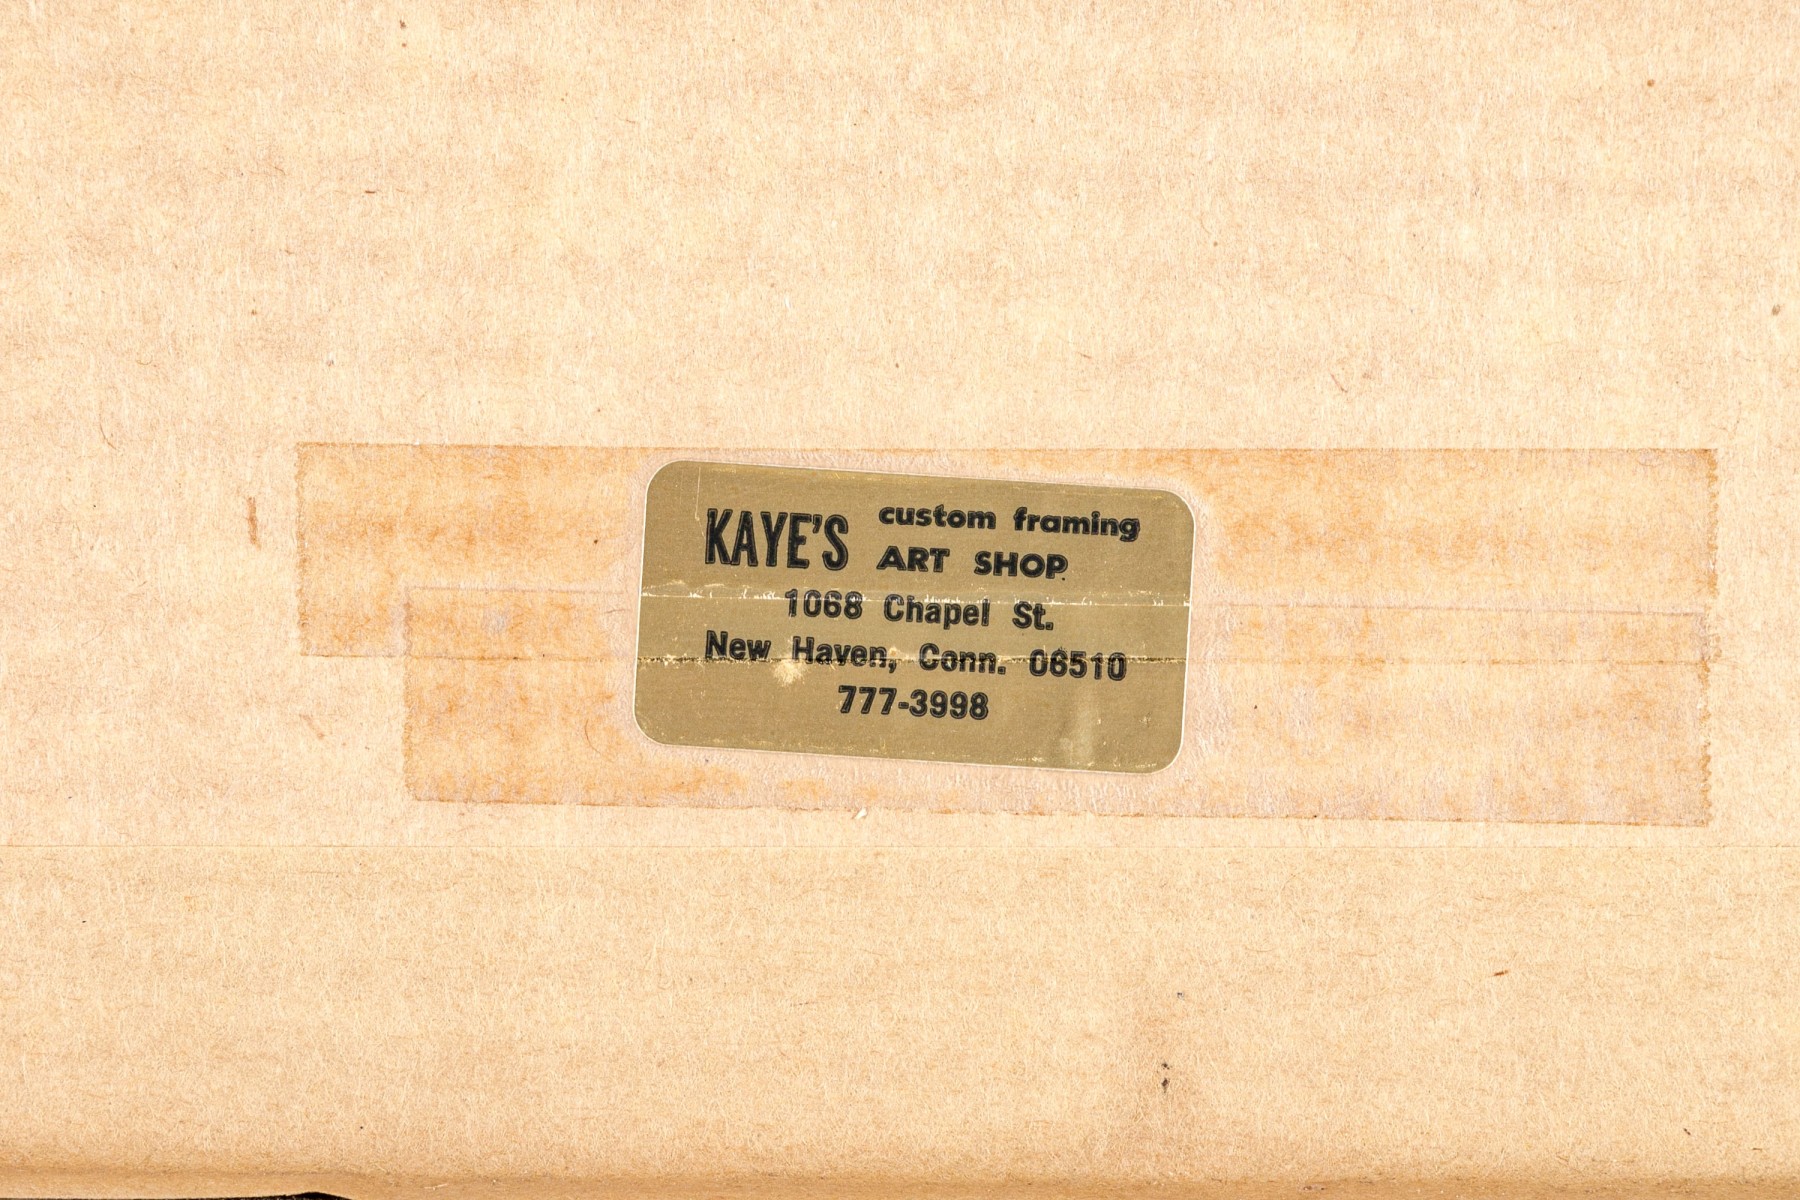 KAYE'S custom framing
ART SHOP
1068 Chapel St.
New Haven, Conn. 06510
777-3998